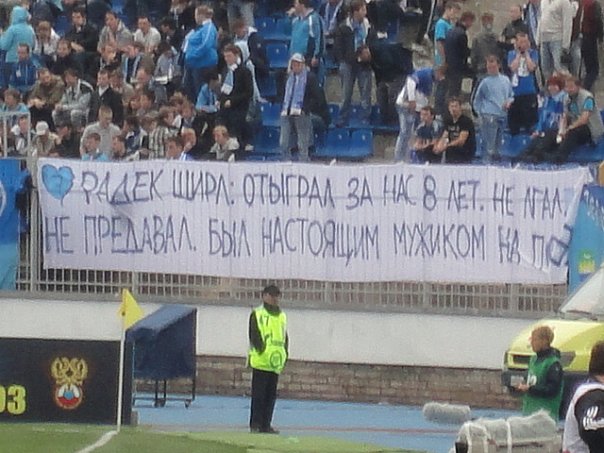 РАДЕК ШИРЛ: ОТЫГРАЛ ЗА НАС 8 ЛЕТ. НЕ ЛГАЛ
НЕ ПРЕДАВАЛ. БЫЛ НАСТОЯЩИМ МУЖИКОМ НА
03